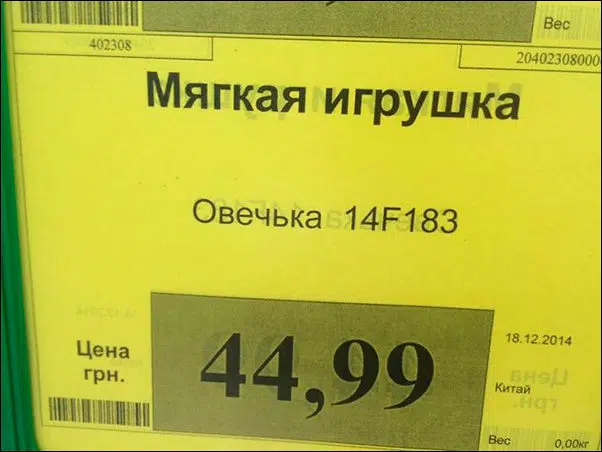 Вес
402308
20402308000
Мягкая игрушка
Овечька 14F183
Цена
грн.
44,99
18.12.2014
Китай
Вес 0,00кг